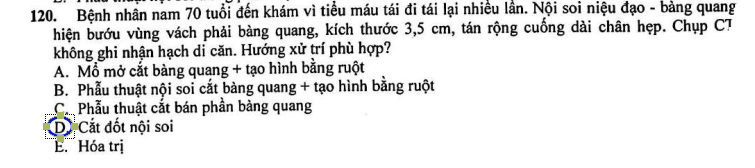 120. Bệnh nhân nam 70 tuổi đến khám vì tiểu máu tái đi tái lại nhiều lần. Nội soi niệu đạo - bàng quang
hiện bướu vùng vách phải bàng quang, kích thước 3,5 cm, tán rộng cuống dài chân hẹp. Chụp CT
không ghi nhận hạch di căn. Hướng xử trí phù hợp?
A. Mổ mở cắt bàng quang + tạo hình bằng ruột
B. Phẫu thuật nội soi cắt bàng quang + tạo hình bằng ruột
C. Phẫu thuật cắt bán phần bàng quang
D. Cắt đốt nội soi
E. Hóa trị